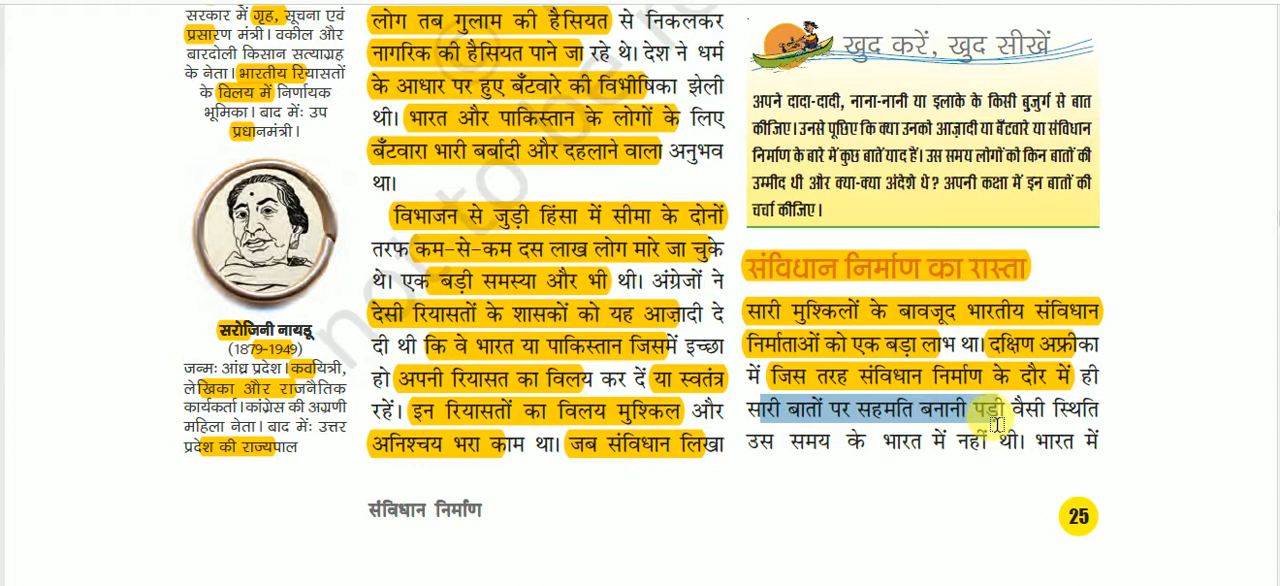 सरकार में गृह, सूचना एवं
प्रसारण मंत्री। वकील और
बारदोली किसान सत्याग्रह
के नेता। भारतीय रियासतों
के विलय में निर्णायक
भूमिका। बाद में: उप
प्रधानमंत्री।
सरोजिनी नायडू
(1879-1949)
जन्म: आंध्र प्रदेश। कवयित्री,
लेखिका और राजनैतिक
कार्यकर्ता। कांग्रेस की अग्रणी
महिला नेता। बाद में: उत्तर
प्रदेश की राज्यपाल
लोग तब गुलाम की हैसियत से निकलकर
नागरिक की हैसियत पाने जा रहे थे। देश ने धर्म
के आधार पर हुए बँटवारे की विभीषिका झेली
थी। भारत और पाकिस्तान के लोगों के लिए
बँटवारा भारी बर्बादी और दहलाने वाला अनुभव
था।
विभाजन से जुड़ी हिंसा में सीमा के दोनों
तरफ कम-से-कम दस लाख लोग मारे जा चुके
थे। एक बड़ी समस्या और भी थी। अंग्रेजों ने
देसी रियासतों के शासकों को यह आज़ादी दे
दी थी कि वे भारत या पाकिस्तान जिसमें इच्छा
हो अपनी रियासत का विलय कर दें या स्वतंत्र
रहें। इन रियासतों का विलय मुश्किल और
अनिश्चय भरा काम था। जब संविधान लिखा
खुद करें, खुद सीखें
अपने दादा-दादी, नाना-नानी या इलाके के किसी बुजुर्ग से बात
कीजिए। उनसे पूछिए कि क्या उनको आज़ादी या बँटवारे या संविधान
निर्माण के बारे में कुछ बातें याद हैं। उस समय लोगों को किन बातों की
उम्मीद थी और क्या-क्या अंदेशे थे? अपनी कक्षा में इन बातों की
चर्चा कीजिए।
संविधान निर्माण का रास्ता
सारी मुश्किलों के बावजूद भारतीय संविधान
निर्माताओं को एक बड़ा लाभ था। दक्षिण अफ्रीका
में जिस तरह संविधान निर्माण के दौर में ही
सारी बातों पर सहमति बनानी पड़ी वैसी स्थिति
उस समय के भारत में नहीं थी। भारत में
संविधान निर्माण
25